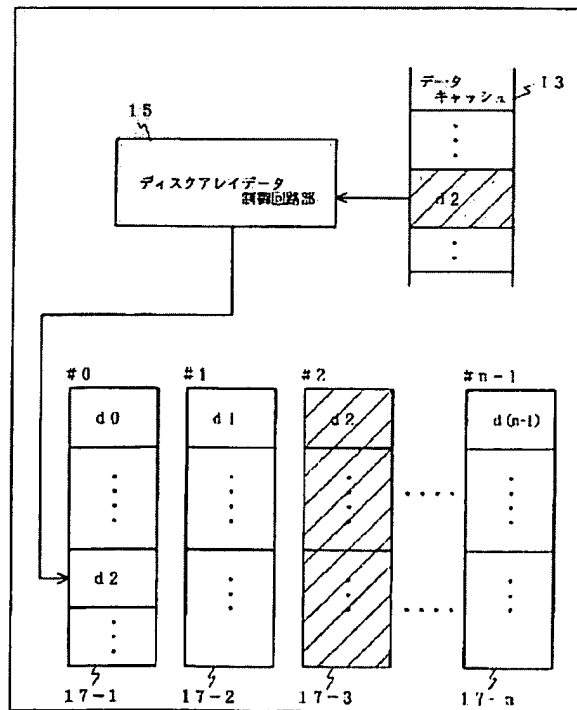 データ
キャッシュ
13
15
ディスクアレイデータ
制御回路部
d2
#0
#1
#2
#n-1
d0
d1
d2
d(n-1)
d2
17-1
17-2
17-3
17-n